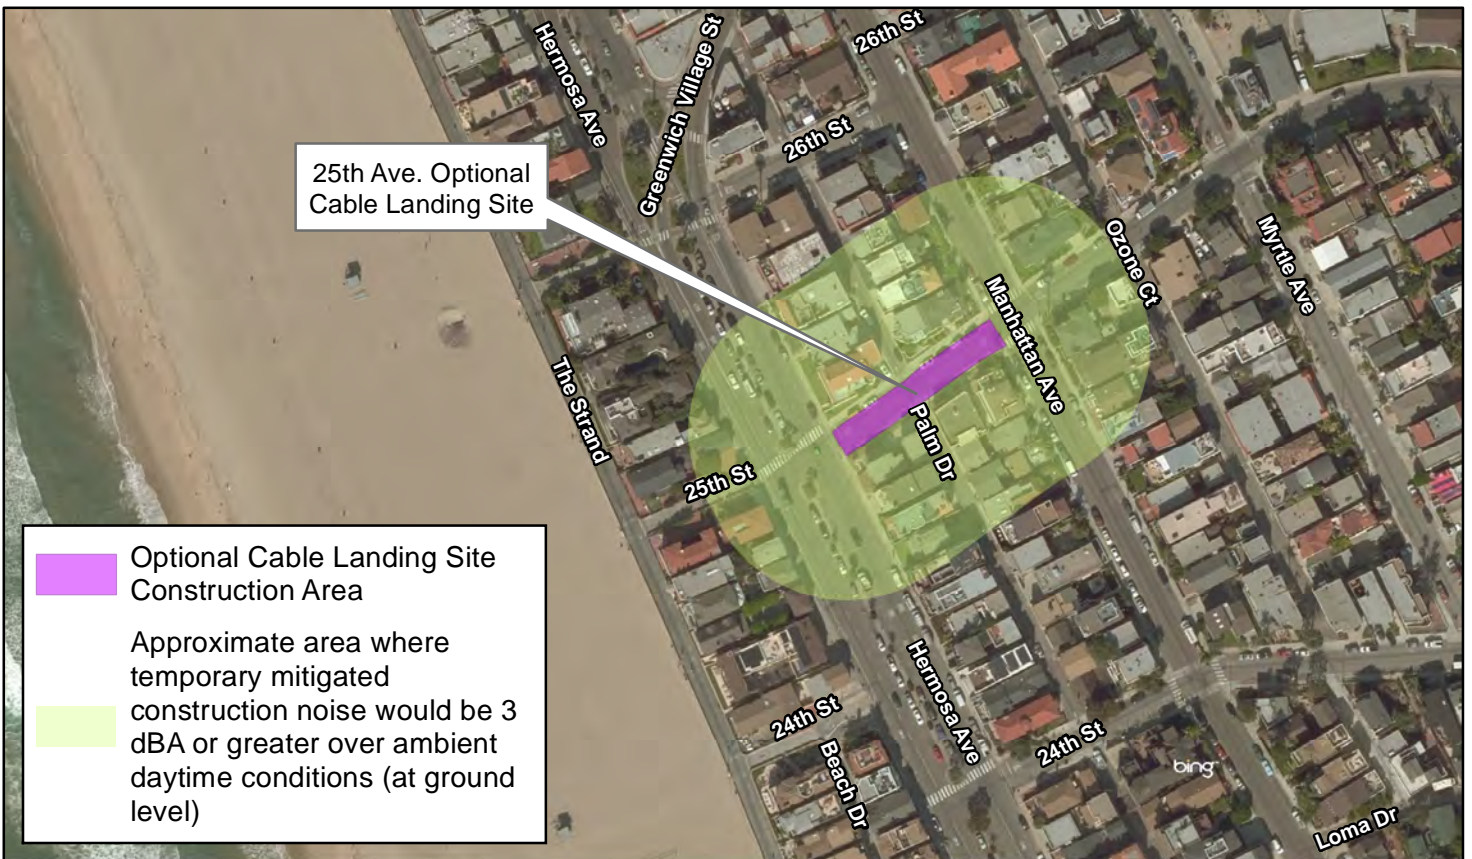 26th St
Hermosa Ave
Greenwich Village St
26th St
25th Ave. Optional
Cable Landing Site
Ozone Ct
Myrtle Ave
Manhattan Ave
The Strand
Palm Dr
25th St
Optional Cable Landing Site
Construction Area
Approximate area where
temporary mitigated
construction noise would be 3
dBA or greater over ambient
daytime conditions (at ground
level)
Hermosa Ave
24th St
24th St
Beach Dr
bing
Loma Dr